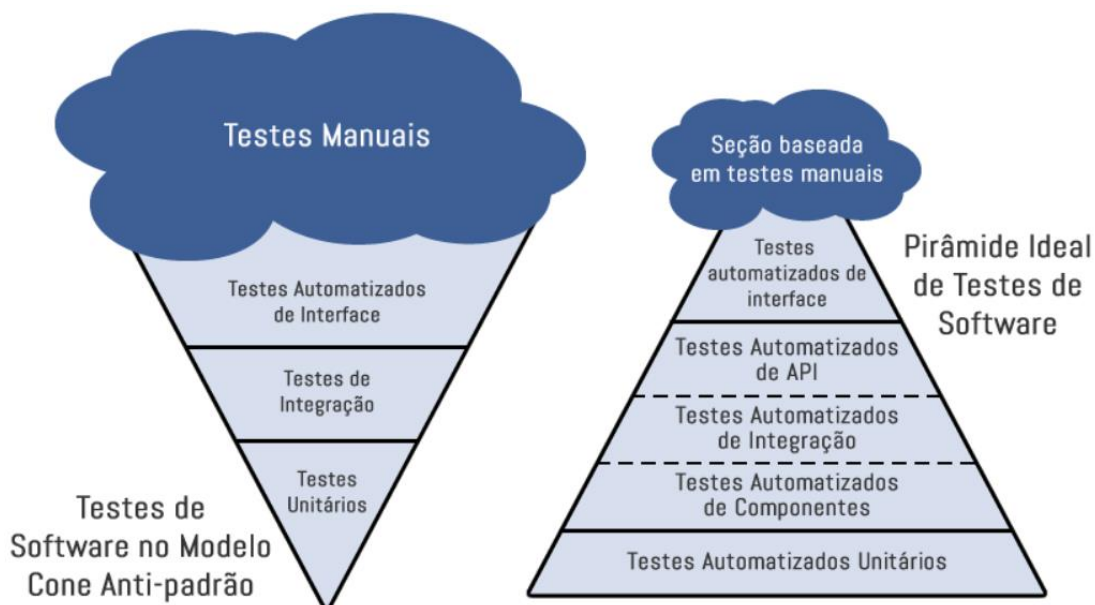 Testes Manuais
Testes Automatizados
de Interface
Testes de
Integração
Testes
Unitários
Testes de
Software no Modelo
Cone Anti-padrão
Seção baseada
em testes manuais
Testes
automatizados de
interface
Testes Automatizados
de API
Testes Automatizados
de Integração
Testes Automatizados
de Componentes
Testes Automatizados Unitários
Pirâmide Ideal
de Testes de
Software